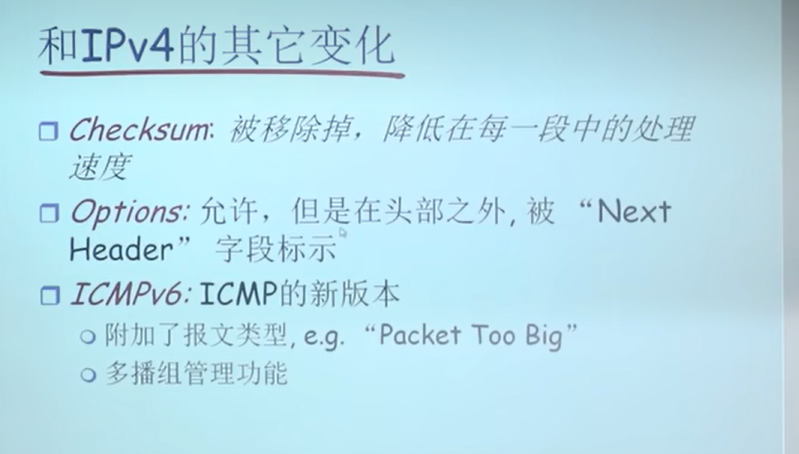 和IPv4的其它变化
Checksum: 被移除掉，降低在每一段中的处理
速度
Options: 允许，但是在头部之外, 被 “Next
Header” 字段标示
ICMPv6: ICMP的新版本
附加了报文类型, e.g. “Packet Too Big”
多播组管理功能